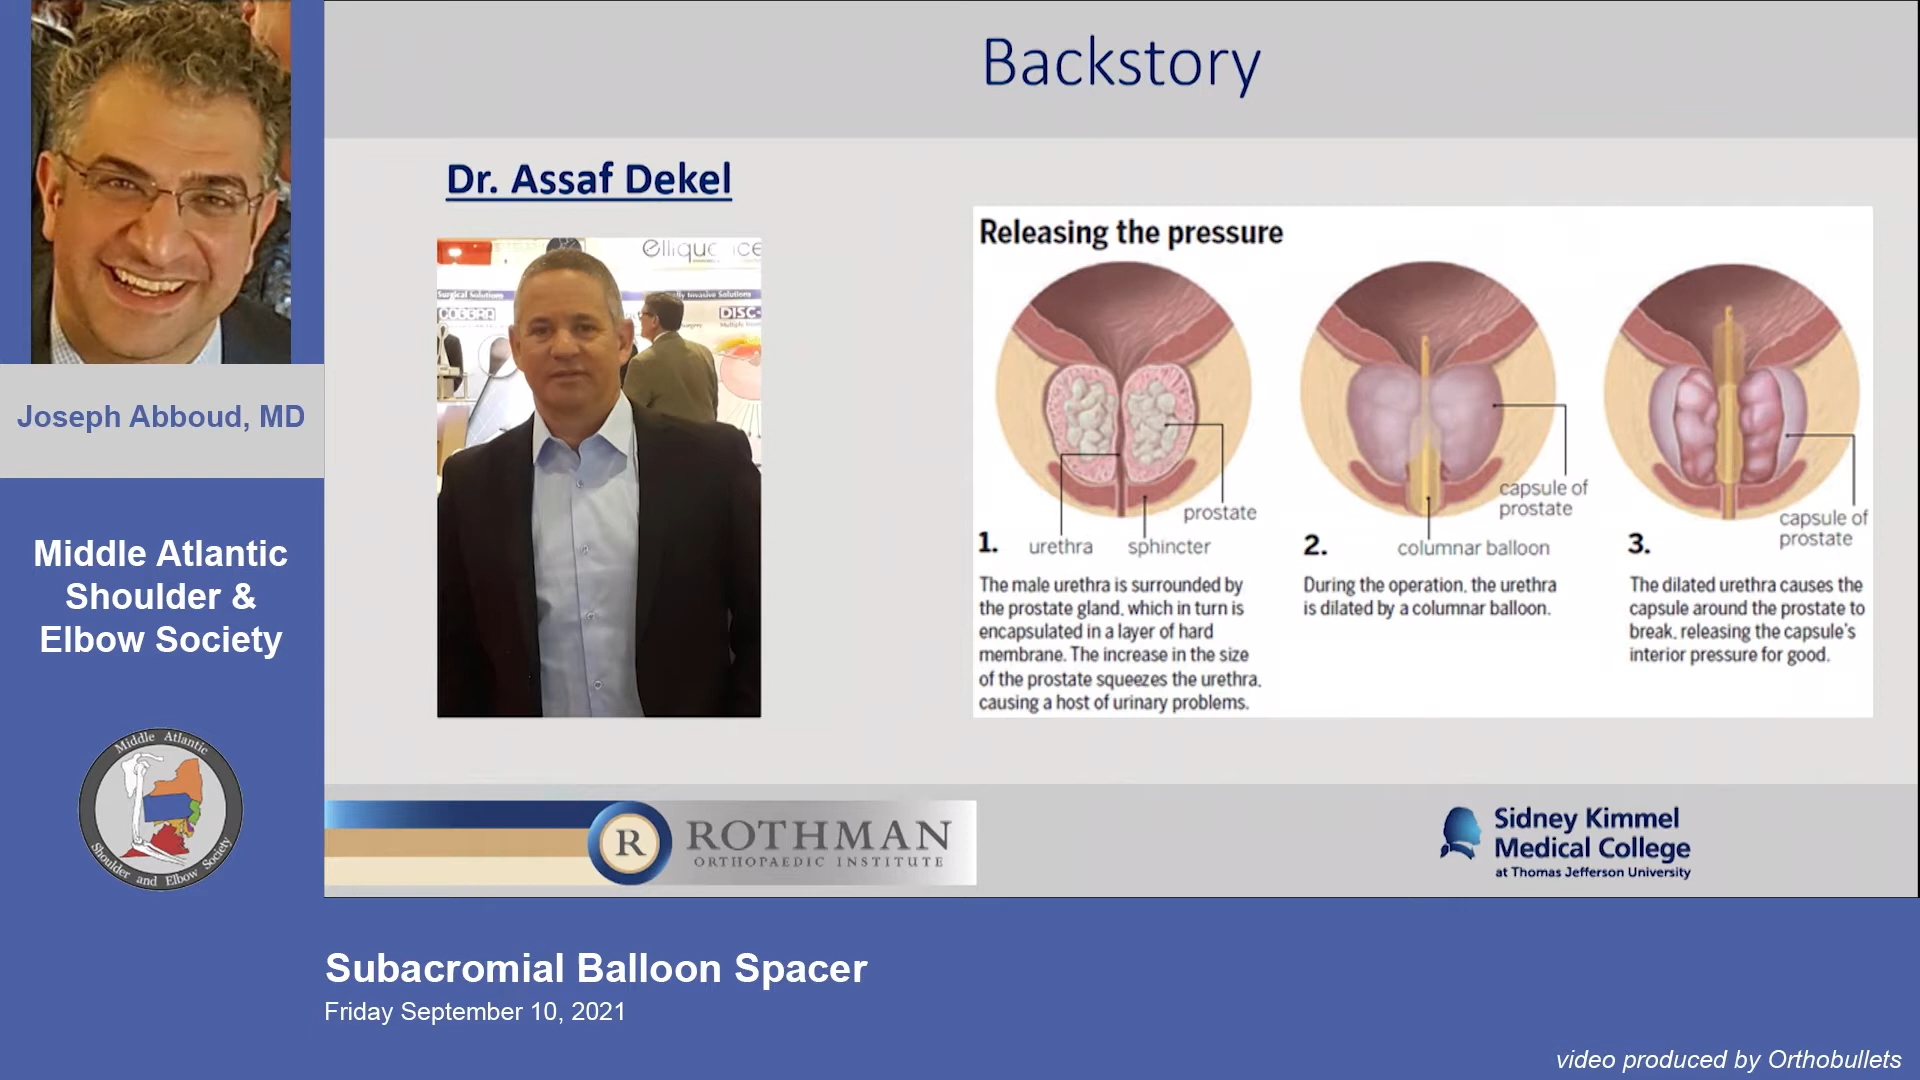 Backstory
Dr. Assaf Dekel
elliquence
Surgical Solutions
COBBRA
DISC-
Releasing the pressure
prostate
urethra
sphincter
1.
The male urethra is surrounded by
the prostate gland, which in turn is
encapsulated in a layer of hard
membrane. The increase in the size
of the prostate squeezes the urethra,
causing a host of urinary problems.
capsule of
prostate
columnar balloon
2.
During the operation, the urethra
is dilated by a columnar balloon.
capsule of
prostate
3.
The dilated urethra causes the
capsule around the prostate to
break, releasing the capsule's
interior pressure for good.
Joseph Abboud, MD
Middle Atlantic
Shoulder &
Elbow Society
Middle Atlantic
Shoulder and Elbow Society
R
ROTHMAN
ORTHOPAEDIC INSTITUTE
Sidney Kimmel
Medical College
at Thomas Jefferson University
Subacromial Balloon Spacer
Friday September 10, 2021
video produced by Orthobullets